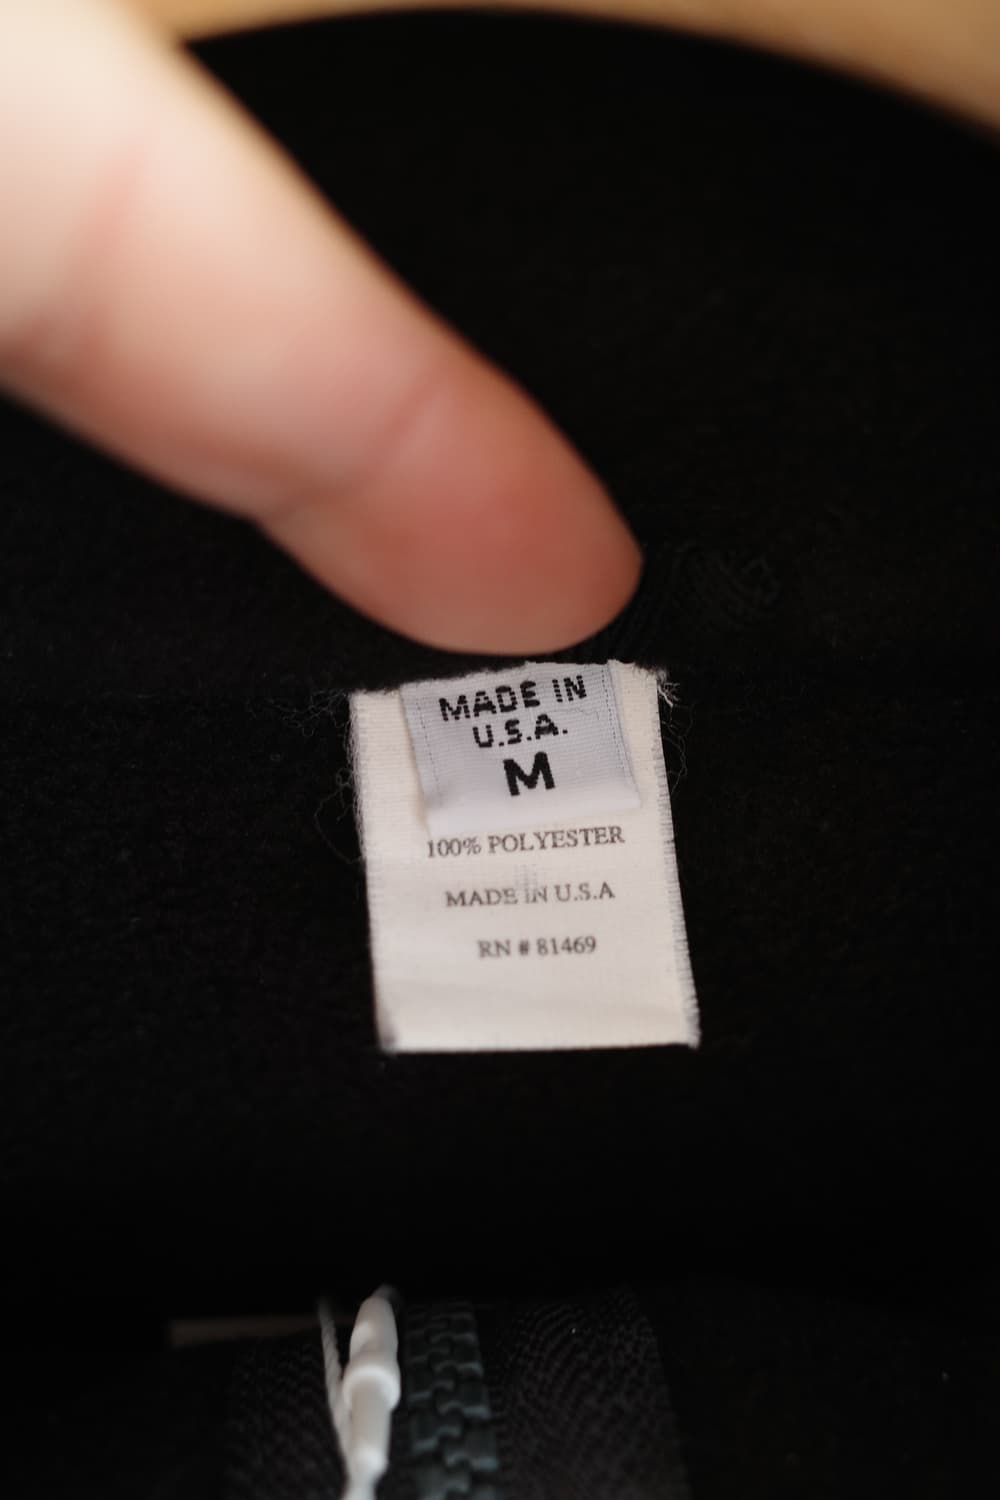 MADE IN
U.S.A.
M
100% POLYESTER
MADE IN U.S.A
RN # 81469